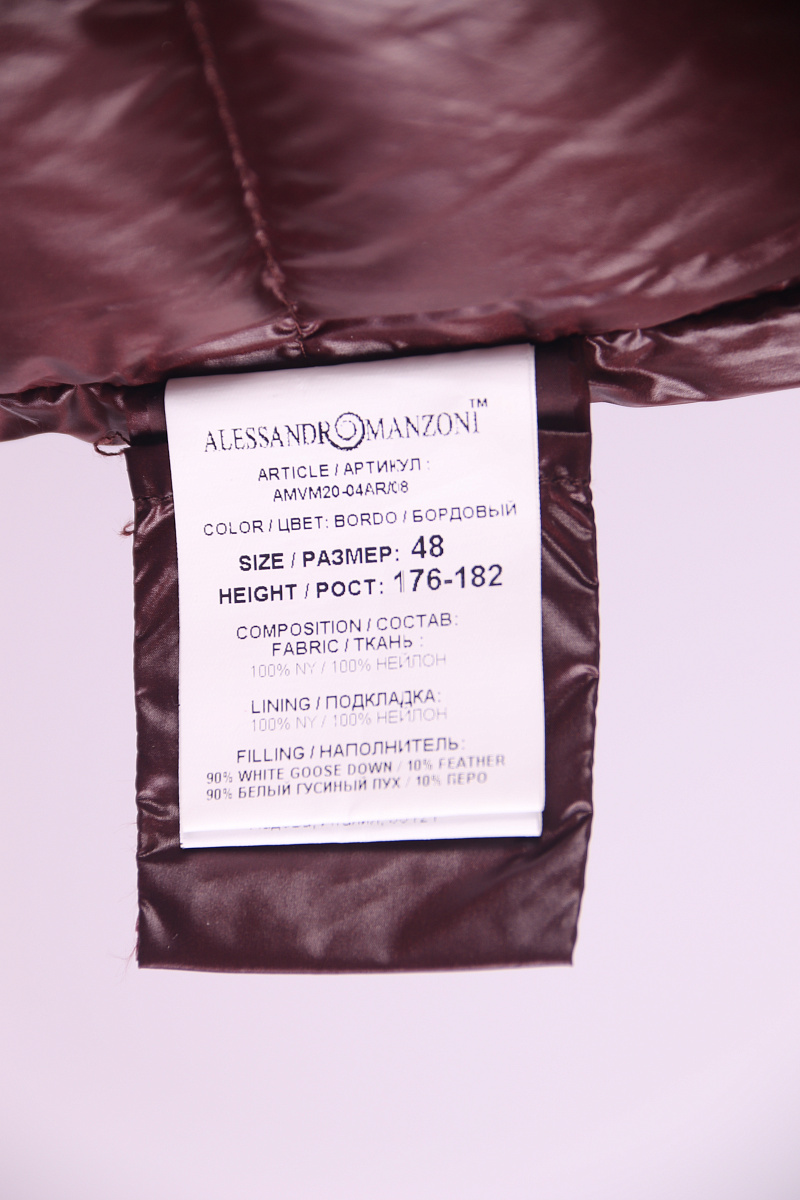 ALESSANDROMANZONI™
ARTICLE / АРТИКУЛ :
AMVM20-04AR/08
COLOR / ЦВЕТ: BORDO / БОРДОВЫЙ
SIZE / РАЗМЕР: 48
HEIGHT / РОСТ: 176-182
COMPOSITION / СОСТАВ:
FABRIC / ТКАНЬ :
100% NY / 100% НЕЙЛОН
LINING / ПОДКЛАДКА:
100% NY / 100% НЕЙЛОН
FILLING / НАПОЛНИТЕЛЬ:
90% WHITE GOOSE DOWN / 10% FEATHER
90% БЕЛЫЙ ГУСИНЫЙ ПУХ / 10% ПЕРО